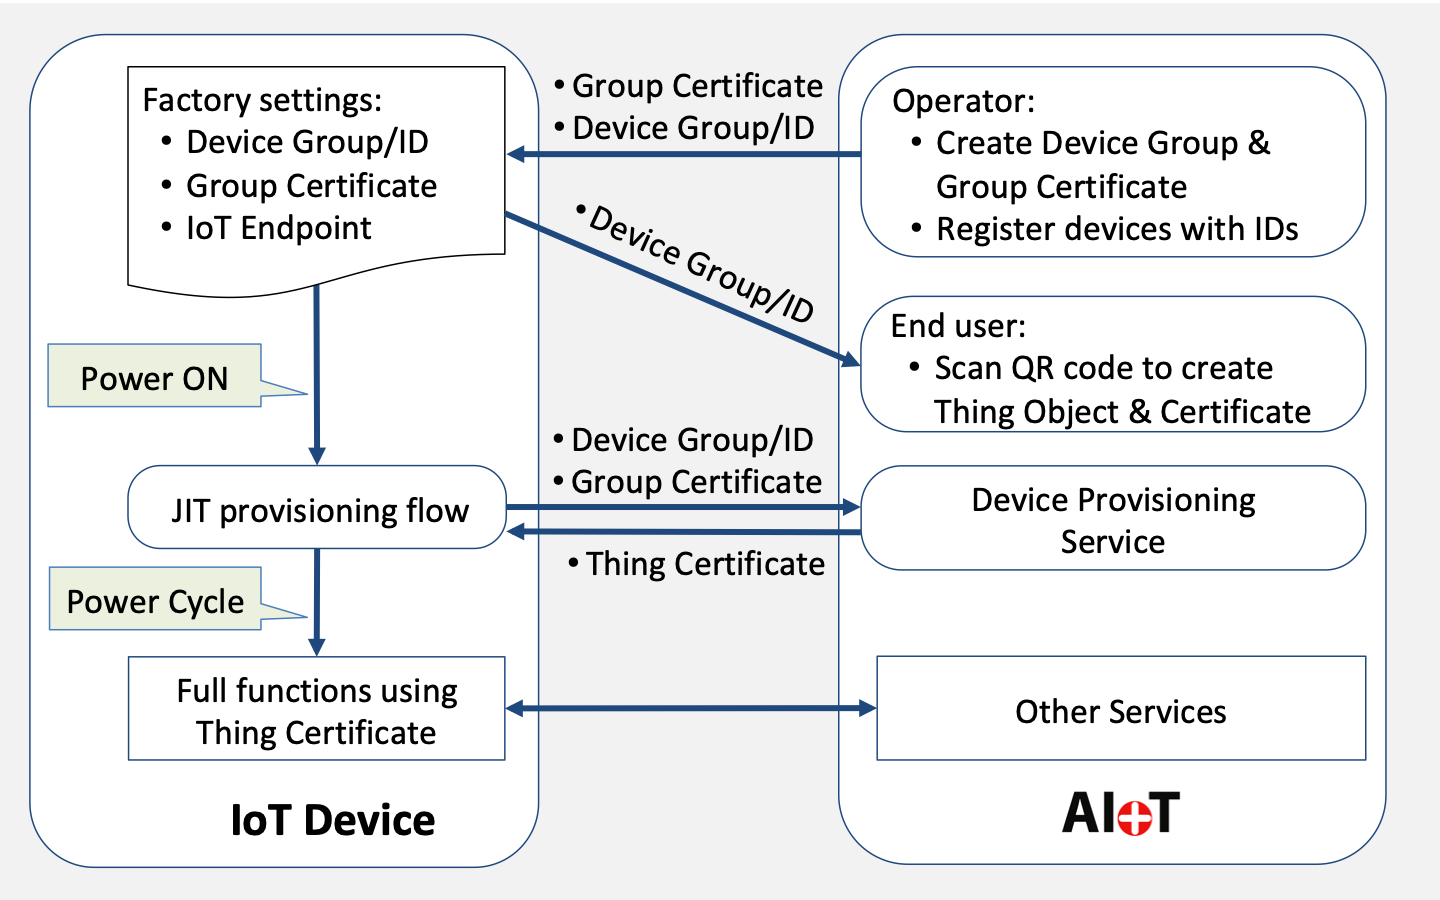 Factory settings:
• Device Group/ID
• Group Certificate
• IoT Endpoint
• Group Certificate
• Device Group/ID
Operator:
• Create Device Group &
Group Certificate
• Register devices with IDs
• Device Group/ID
End user:
• Scan QR code to create
Thing Object & Certificate
Power ON
• Device Group/ID
• Group Certificate
JIT provisioning flow
Device Provisioning
Service
• Thing Certificate
Power Cycle
Full functions using
Thing Certificate
Other Services
IoT Device
AIoT